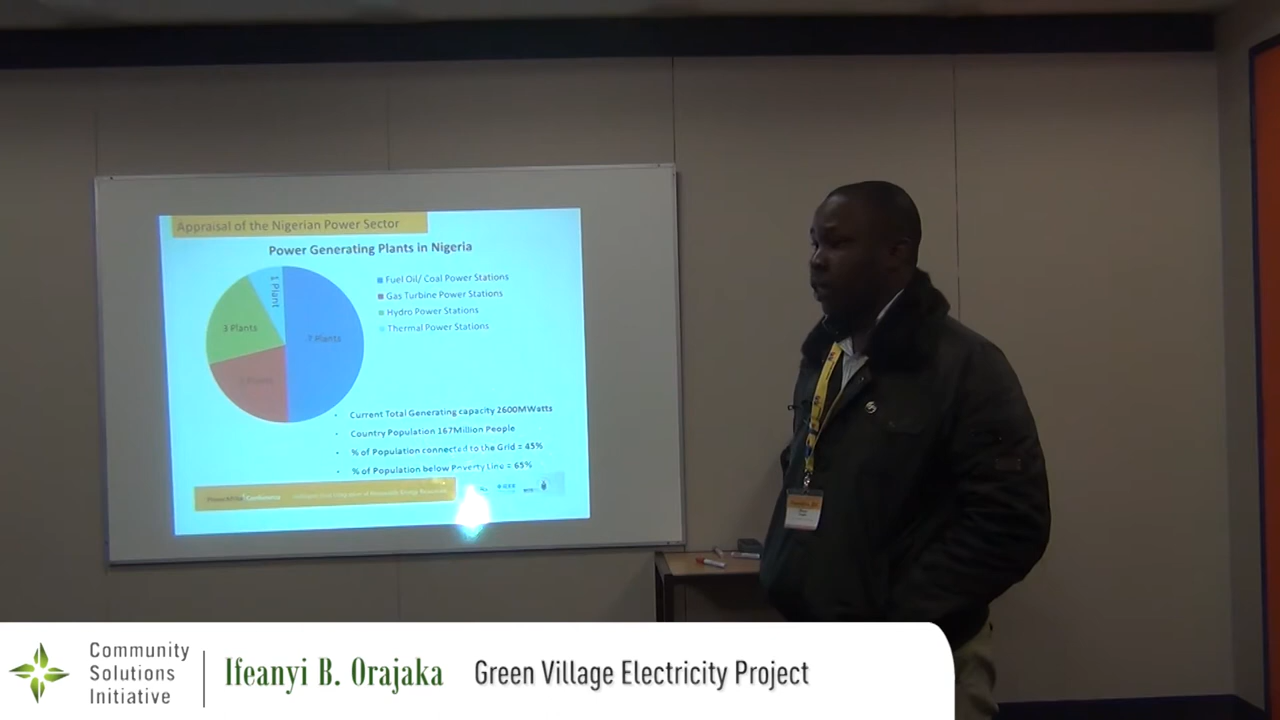 Appraisal of the Nigerian Power Sector
Power Generating Plants in Nigeria
1 Plant
3 Plants
7 Plants
Fuel Oil/ Coal Power Stations
Gas Turbine Power Stations
Hydro Power Stations
Thermal Power Stations
• Current Total Generating capacity 2600MWatts
• Country Population 167Million People
• % of Population connected to the Grid = 45%
• % of Population below Poverty Line = 65%
Conference
Community
Solutions
Initiative
Ifeanyi B. Orajaka
Green Village Electricity Project